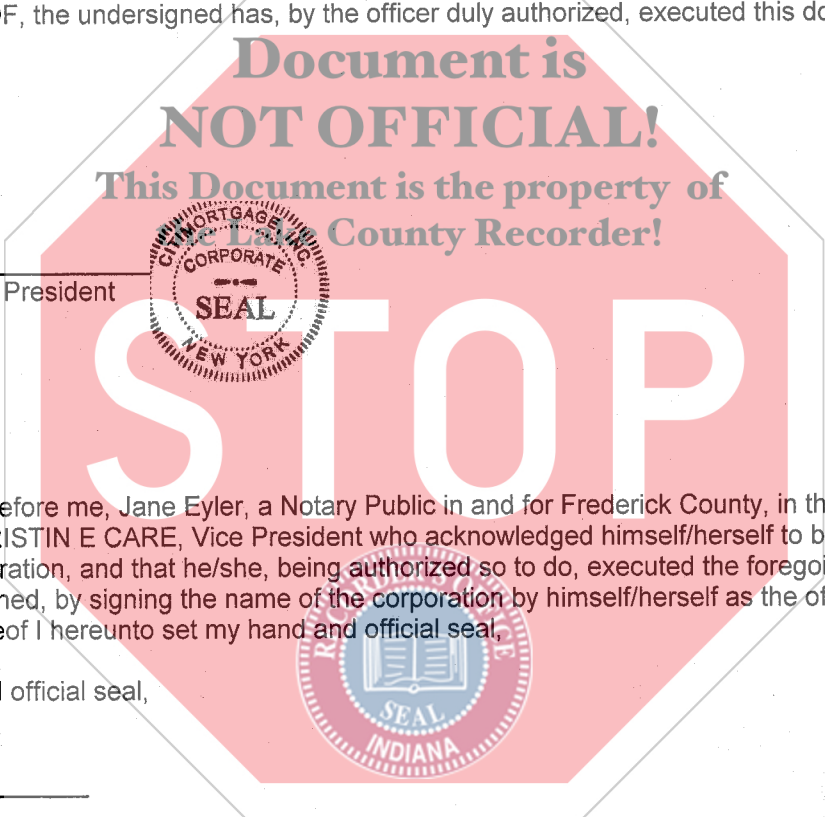 F, the undersigned has, by the officer duly authorized, executed this do
Document is
NOT OFFICIAL!
This Document is the property of
the Lake County Recorder!
CITIMORTGAGE, INC.
CORPORATE
SEAL
NEW YORK
President
STOP
efore me, Jane Eyler, a Notary Public in and for Frederick County, in th
ISTIN E CARE, Vice President who acknowledged himself/herself to b
ration, and that he/she, being authorized so to do, executed the foregoi
ned, by signing the name of the corporation by himself/herself as the of
eof I hereunto set my hand and official seal,
RECORDER'S OFFICE
SEAL
INDIANA
official seal,